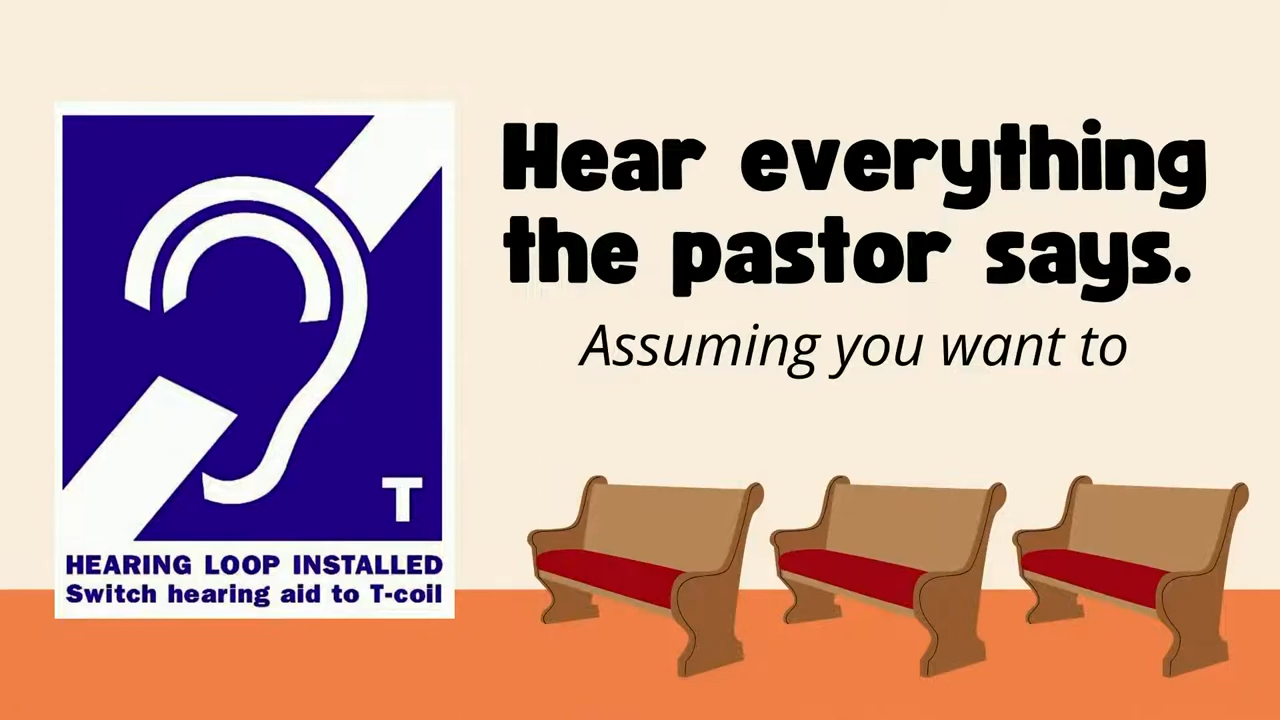 Hear everything
the pastor says.
Assuming you want to
T
HEARING LOOP INSTALLED
Switch hearing aid to T-coil